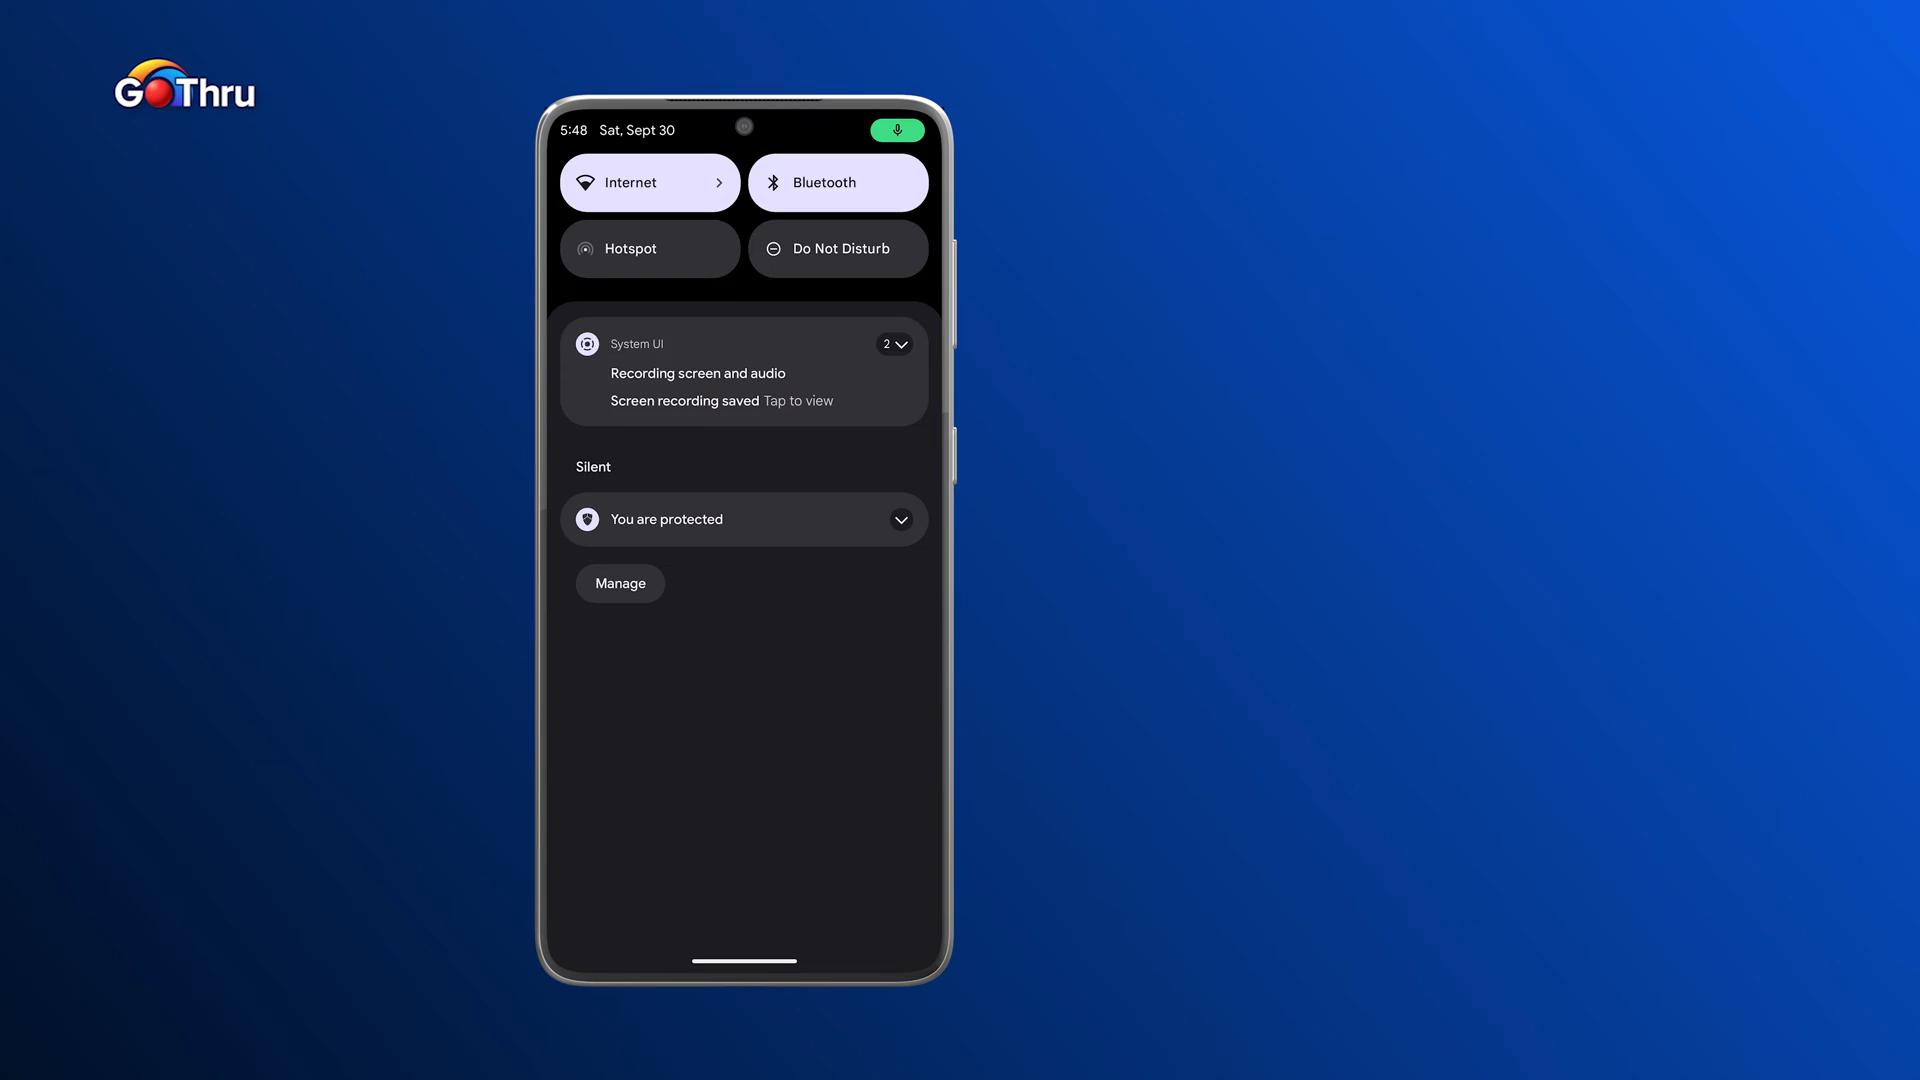 GoThru
5:48 Sat, Sept 30
Internet
Bluetooth
Hotspot
Do Not Disturb
System UI
2
Recording screen and audio
Screen recording saved Tap to view
Silent
You are protected
Manage